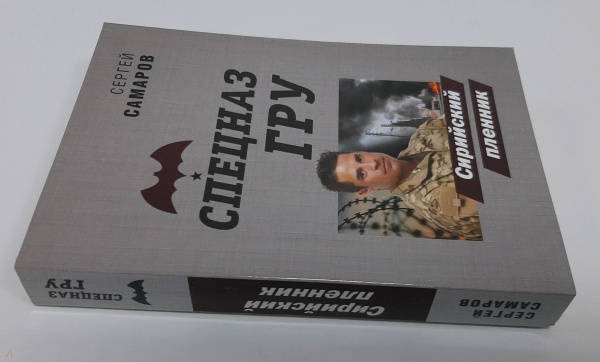 СЕРГЕЙ
САМАРОВ
СПЕЦНАЗ
ГРУ
Сирийский
пленник
СПЕЦНАЗ
ГРУ
Сирийский
пленник
СЕРГЕЙ
САМАРОВ